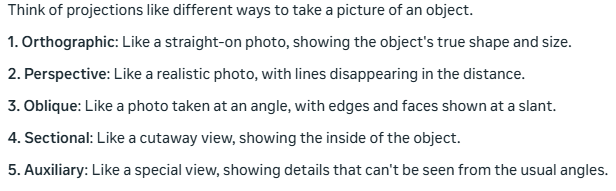 Think of projections like different ways to take a picture of an object.
1. Orthographic: Like a straight-on photo, showing the object's true shape and size.
2. Perspective: Like a realistic photo, with lines disappearing in the distance.
3. Oblique: Like a photo taken at an angle, with edges and faces shown at a slant.
4. Sectional: Like a cutaway view, showing the inside of the object.
5. Auxiliary: Like a special view, showing details that can't be seen from the usual angles.